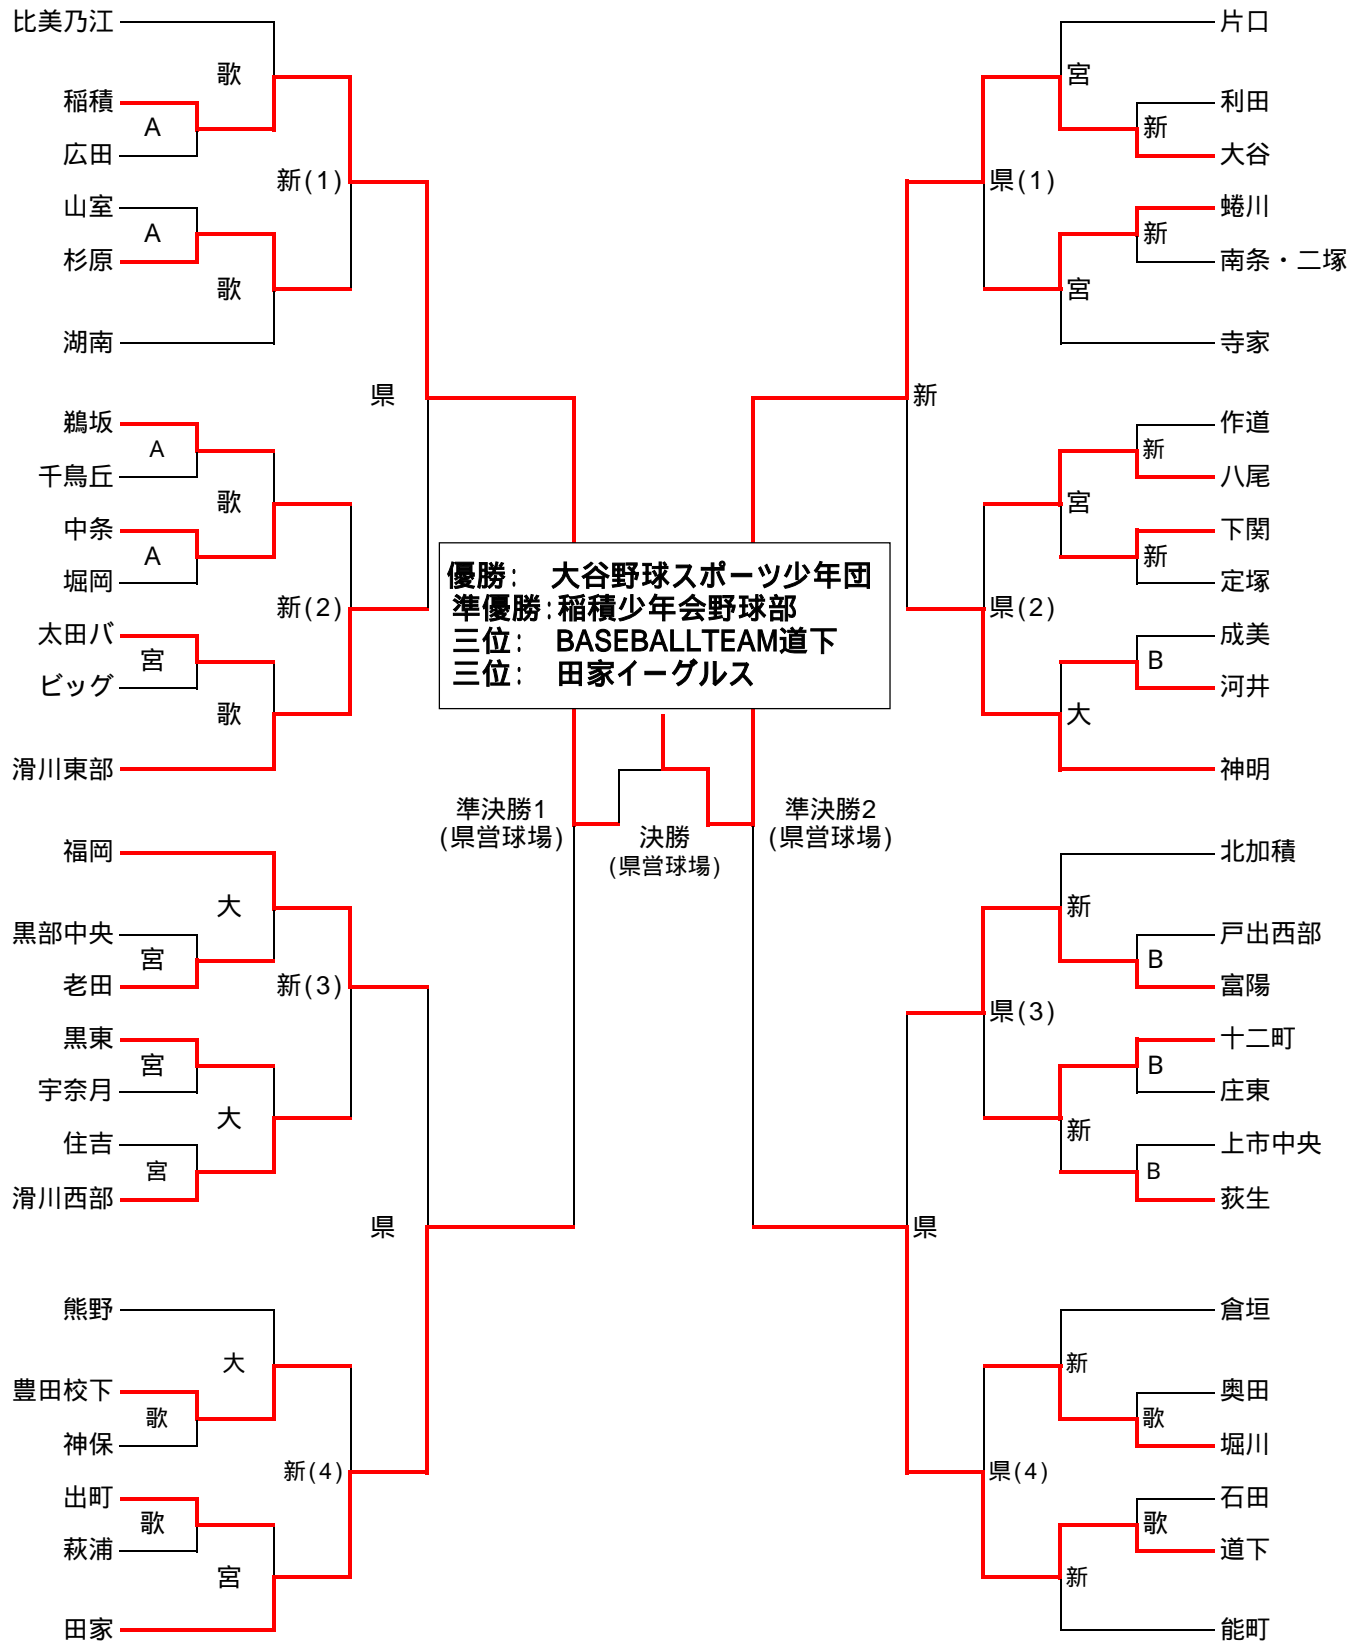 比美乃江
歌
稲積
A
広田
新(1)
山室
A
杉原
歌
湖南
県
鵜坂
A
千鳥丘
歌
中条
A
堀岡
新(2)
太田バ
宮
ビッグ
歌
滑川東部
福岡
大
黒部中央
宮
老田
新(3)
黒東
宮
宇奈月
大
住吉
宮
滑川西部
県
熊野
大
豊田校下
歌
神保
新(4)
出町
歌
萩浦
宮
田家
優勝: 大谷野球スポーツ少年団
準優勝:稲積少年会野球部
三位: BASEBALLTEAM道下
三位: 田家イーグルス
準決勝1
(県営球場)
決勝
(県営球場)
準決勝2
(県営球場)
片口
宮
利田
新
大谷
県(1)
蜷川
新
南条・二塚
宮
寺家
新
作道
新
八尾
宮
下関
新
定塚
県(2)
成美
B
河井
大
神明
北加積
新
戸出西部
B
富陽
県(3)
十二町
B
庄東
新
上市中央
B
荻生
県
倉垣
新
奥田
歌
堀川
県(4)
石田
歌
道下
新
能町